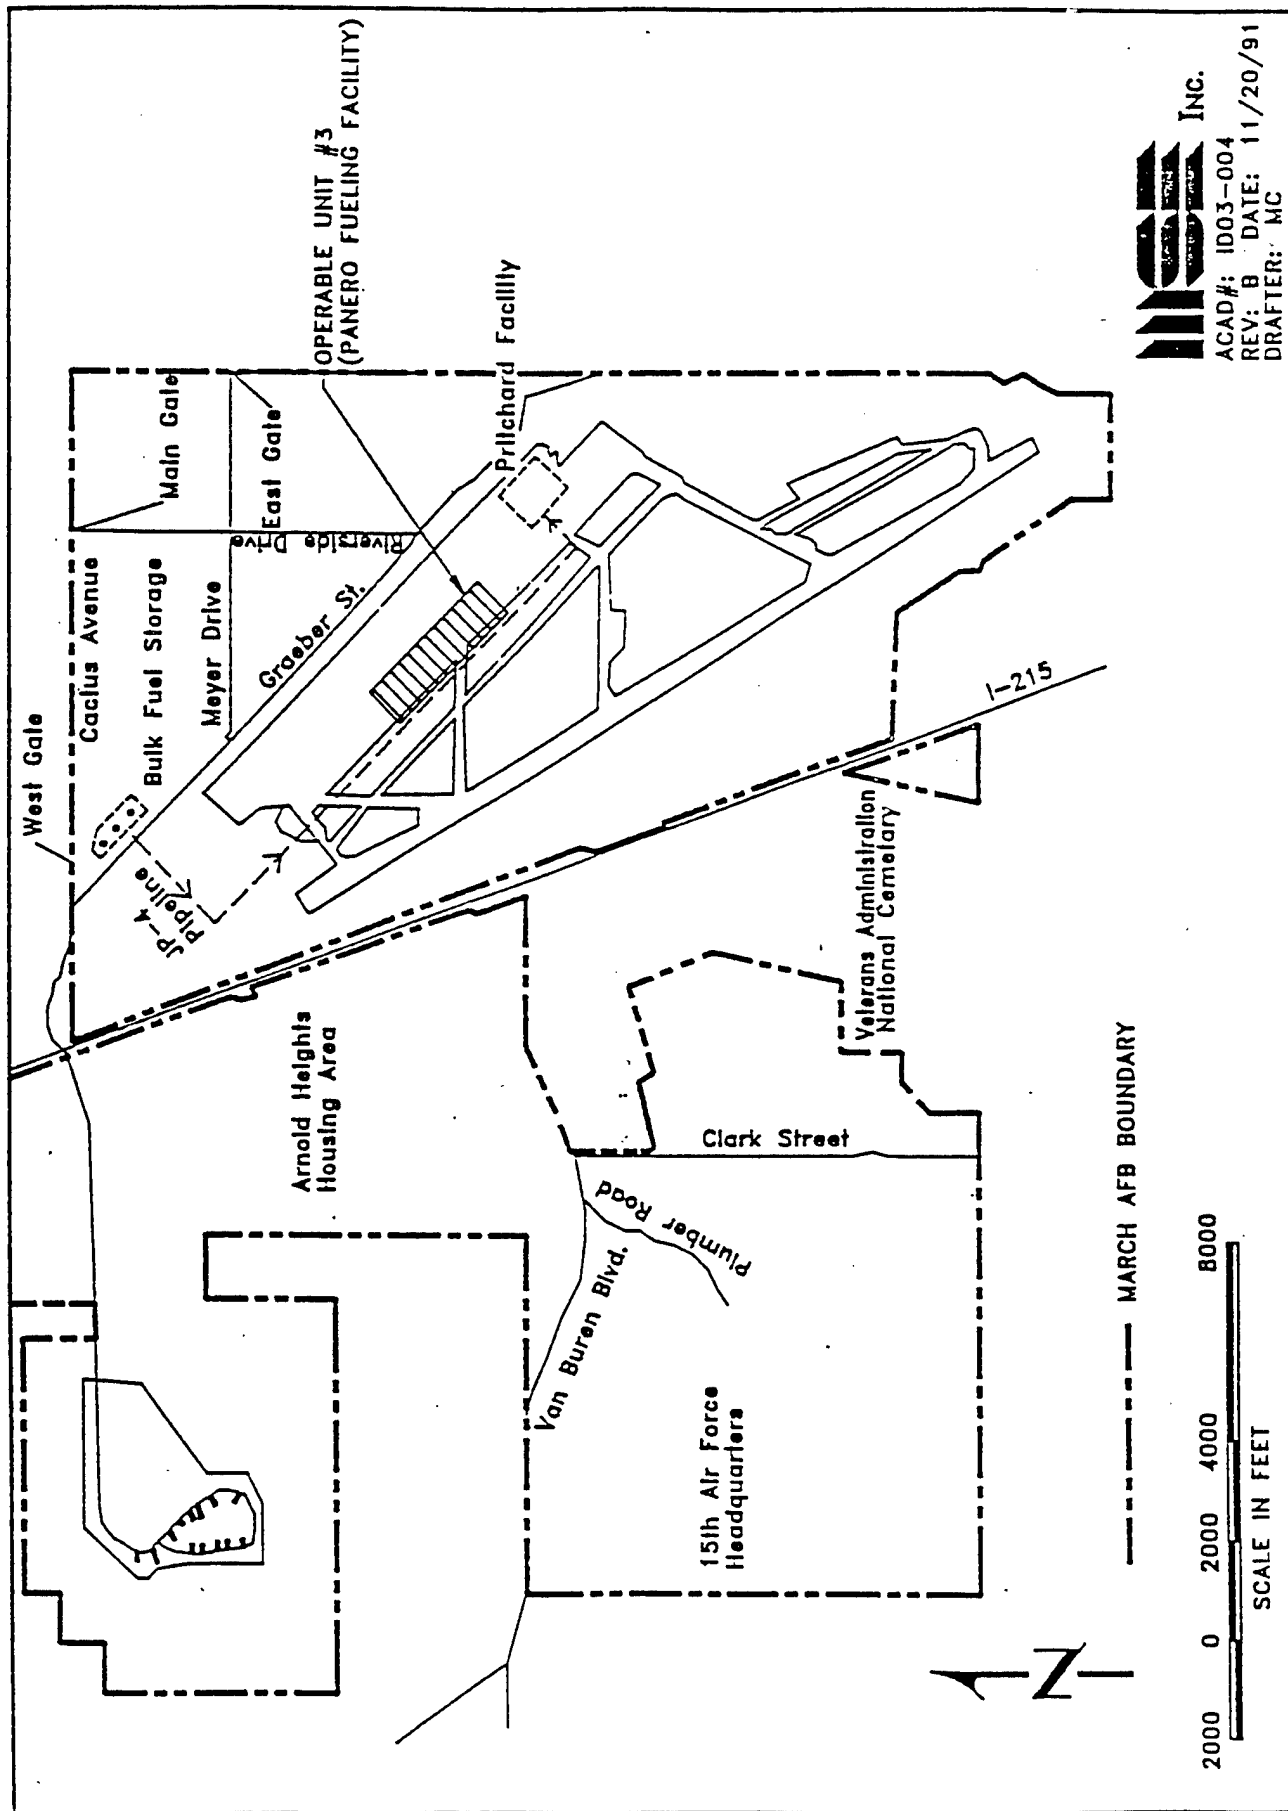 West Gate
Cactus Avenue
Main Gate
Bulk Fuel Storage
JP-4
Pipeline
Meyer Drive
East Gate
Riverside Drive
Graeber St.
OPERABLE UNIT #3
(PANERO FUELING FACILITY)
Pritchard Facility
Arnold Heights
Housing Area
Van Buren Blvd.
Plumber Road
Clark Street
15th Air Force
Headquarters
Veterans Administration
National Cemetary
I-215
MARCH AFB BOUNDARY
N
2000 0 2000 4000 8000
SCALE IN FEET
MSE INC.
ACAD#: ID03-004
REV: B DATE: 11/20/91
DRAFTER: MC